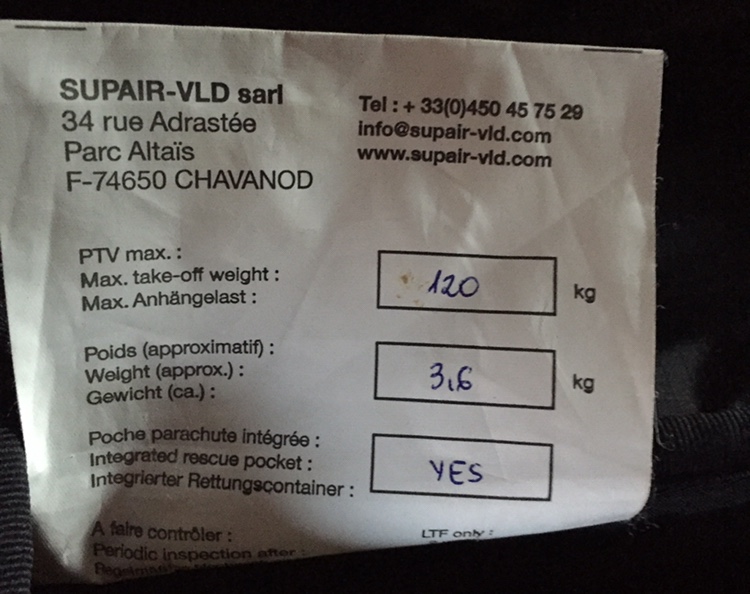 SUPAIR-VLD sarl
34 rue Adrastée
Parc Altaïs
F-74650 CHAVANOD
Tel : + 33(0)450 45 75 29
info@supair-vld.com
www.supair-vld.com
PTV max. :
Max. take-off weight :
Max. Anhängelast :
120 kg
Poids (approximatif) :
Weight (approx.) :
Gewicht (ca.) :
3,6 kg
Poche parachute intégrée :
Integrated rescue pocket :
Integrierter Rettungscontainer :
YES
A faire contrôler :
Periodic inspection after :
LTF only :